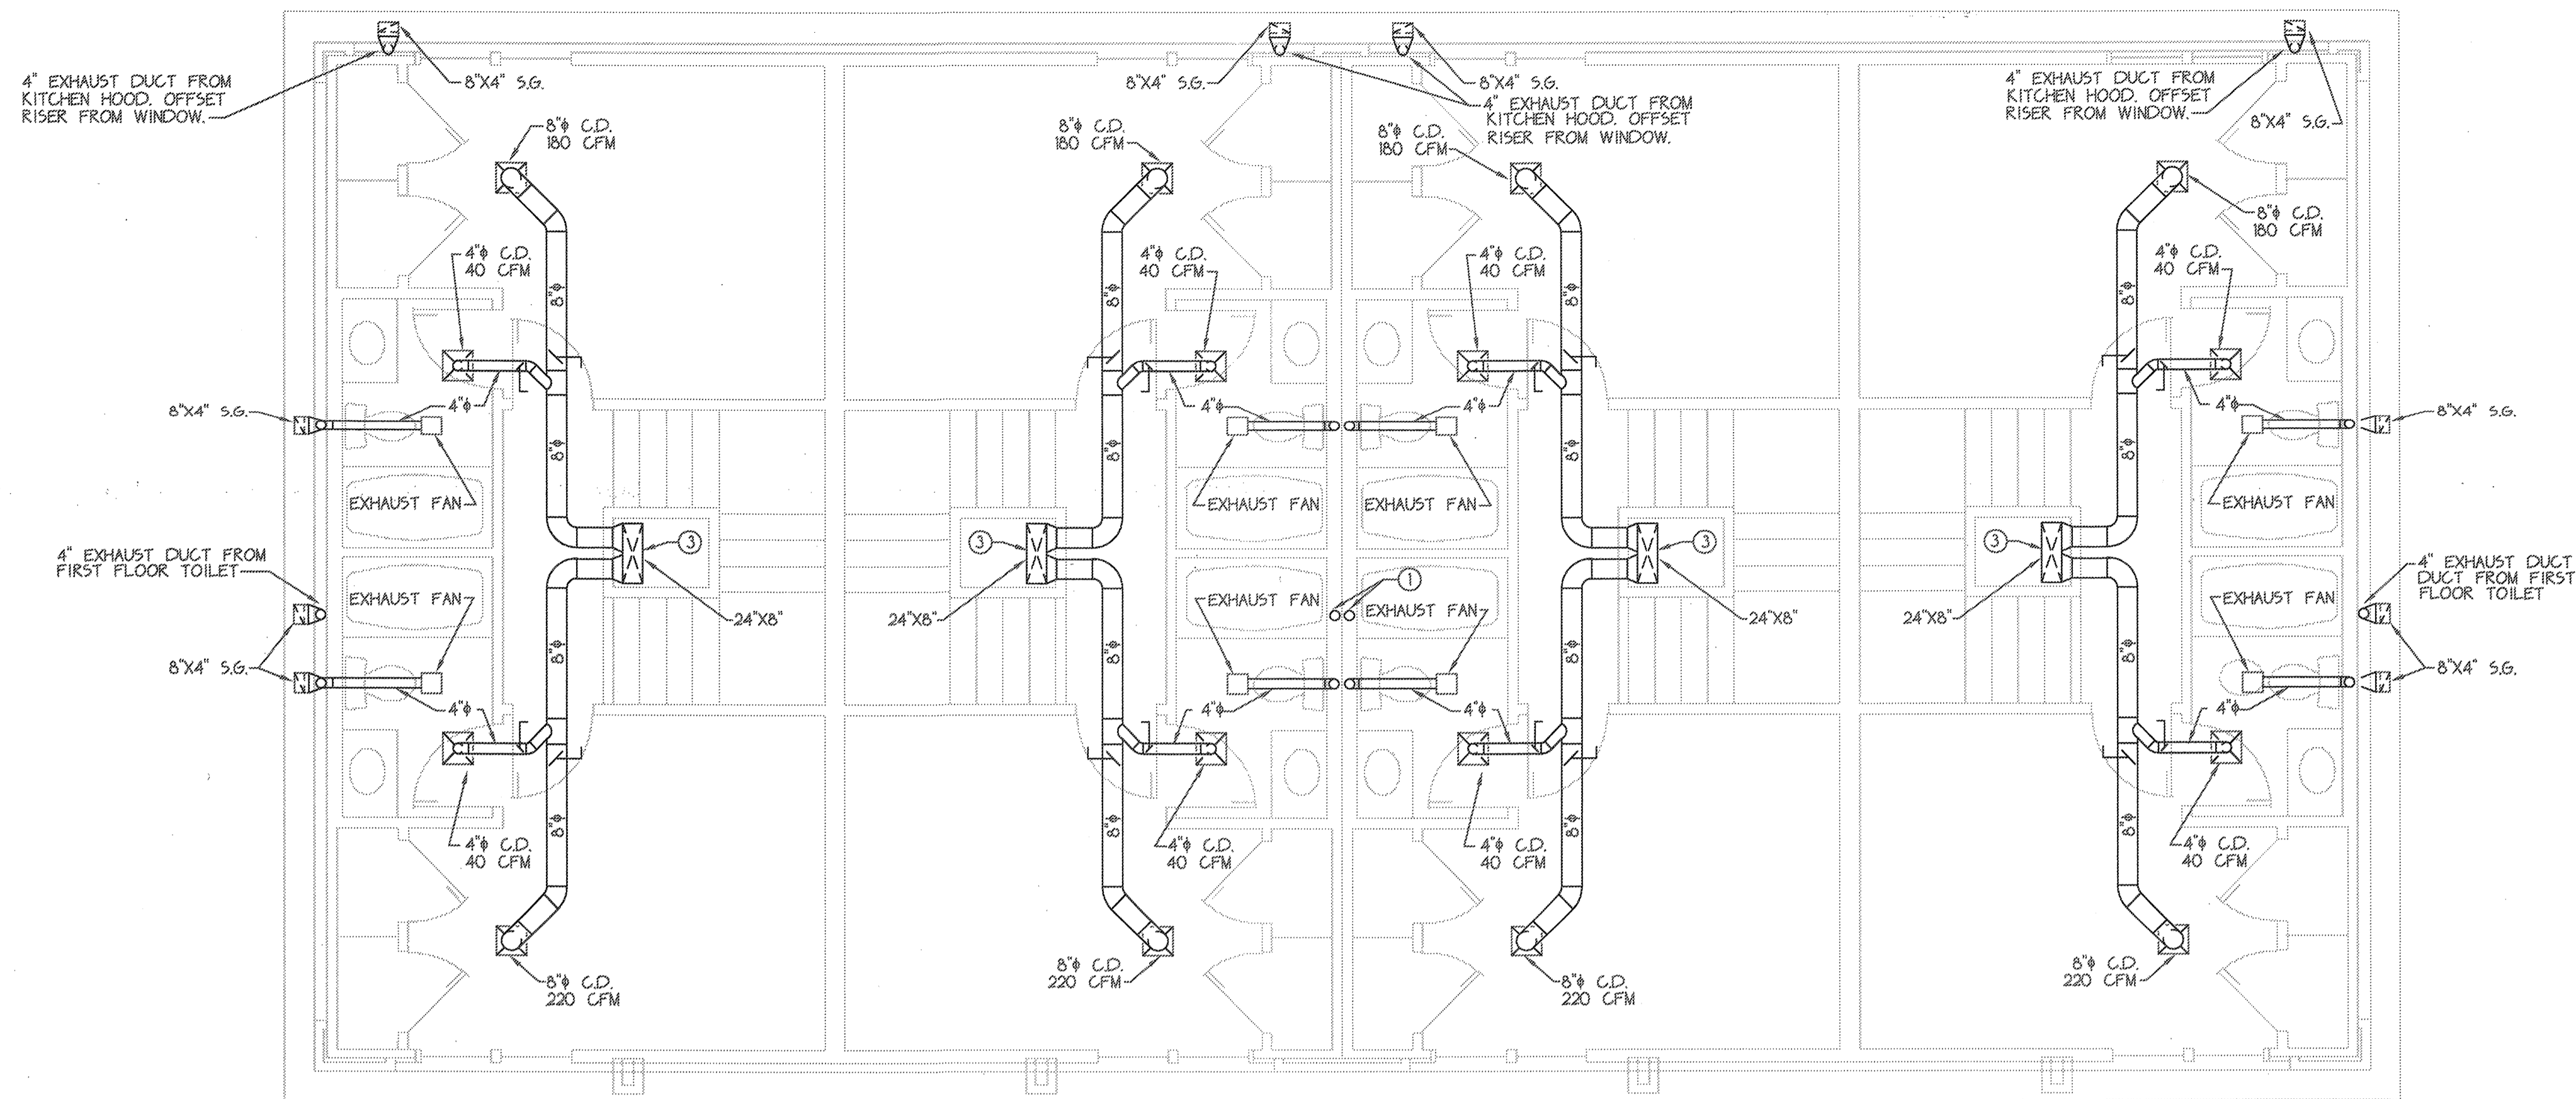 4" EXHAUST DUCT FROM
KITCHEN HOOD. OFFSET
RISER FROM WINDOW.
8"X4" S.G.
8"X4" S.G.
8"X4" S.G.
4" EXHAUST DUCT FROM
KITCHEN HOOD. OFFSET
RISER FROM WINDOW.
4" EXHAUST DUCT FROM
KITCHEN HOOD. OFFSET
RISER FROM WINDOW.
8"X4" S.G.
8"ϕ C.D.
180 CFM
8"ϕ C.D.
180 CFM
8"ϕ C.D.
180 CFM
8"ϕ C.D.
180 CFM
4"ϕ C.D.
40 CFM
4"ϕ C.D.
40 CFM
4"ϕ C.D.
40 CFM
4"ϕ C.D.
40 CFM
8"ϕ
8"ϕ
8"ϕ
8"ϕ
8"X4" S.G.
4"ϕ
4"ϕ
4"ϕ
4"ϕ
8"X4" S.G.
8"ϕ
8"ϕ
8"ϕ
8"ϕ
EXHAUST FAN
EXHAUST FAN
EXHAUST FAN
EXHAUST FAN
3
3
3
3
4" EXHAUST DUCT FROM
FIRST FLOOR TOILET
4" EXHAUST DUCT
DUCT FROM FIRST
FLOOR TOILET
1
EXHAUST FAN
EXHAUST FAN
EXHAUST FAN
EXHAUST FAN
24"X8"
24"X8"
24"X8"
24"X8"
8"ϕ
8"ϕ
8"ϕ
8"ϕ
8"X4" S.G.
8"X4" S.G.
4"ϕ
4"ϕ
4"ϕ
4"ϕ
8"ϕ
8"ϕ
8"ϕ
8"ϕ
4"ϕ C.D.
40 CFM
4"ϕ C.D.
40 CFM
4"ϕ C.D.
40 CFM
4"ϕ C.D.
40 CFM
8"ϕ C.D.
220 CFM
8"ϕ C.D.
220 CFM
8"ϕ C.D.
220 CFM
8"ϕ C.D.
220 CFM